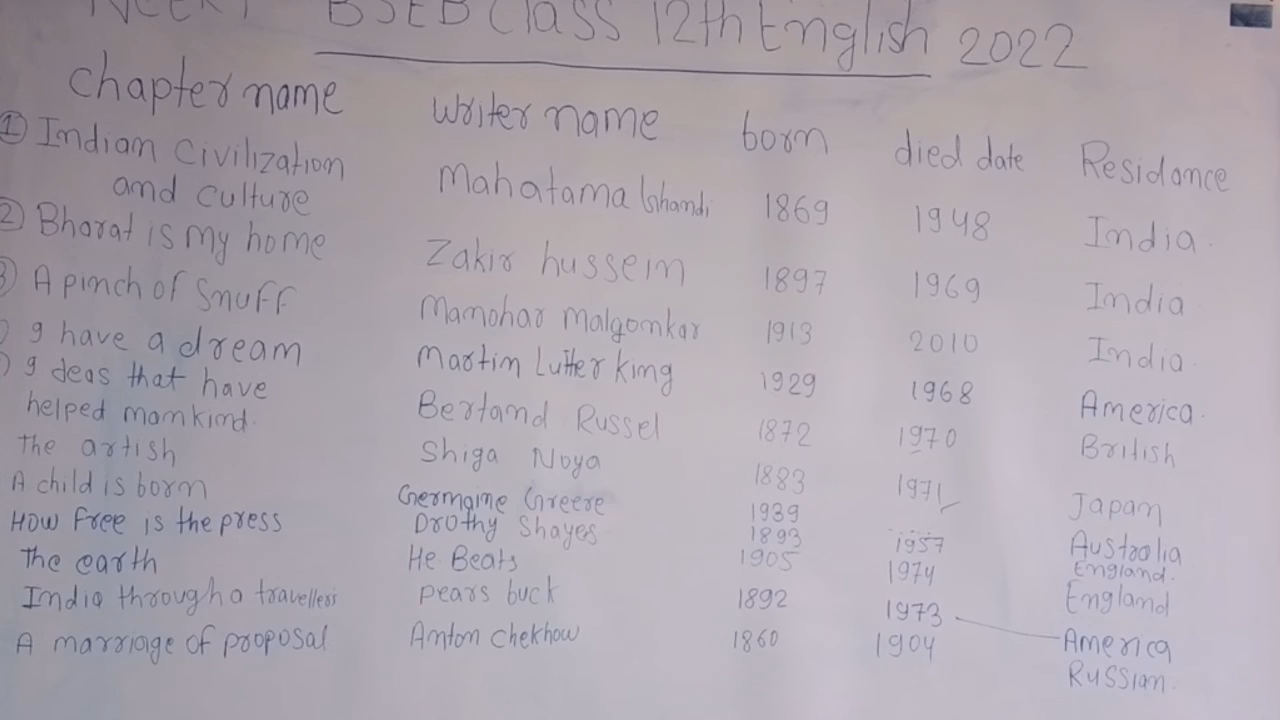 BSEB Class 12th English 2022
Chapter name Writer name born died date Residance
① Indian Civilization and Culture Mahatama Ghandi 1869 1948 India.
② Bharat is my home Zakir hussein 1897 1969 India
3) A pinch of Snuff Manohar Malgonkar 1913 2010 India.
) I have a dream Martin Lutter king 1929 1968 America.
) I deas that have helped mankind. Bertand Russel 1872 1970 British
The artish Shiga Noya 1883 1971 Japan
A child is born Germaine Greere 1939 Australia
How free is the press Drothy Shayes 1893 1957 England.
The earth He Beats 1905 1974 England
India through a travellers Pears buck 1892 1973 America
A marriage of proposal Anton chekhow 1860 1904 Russian.